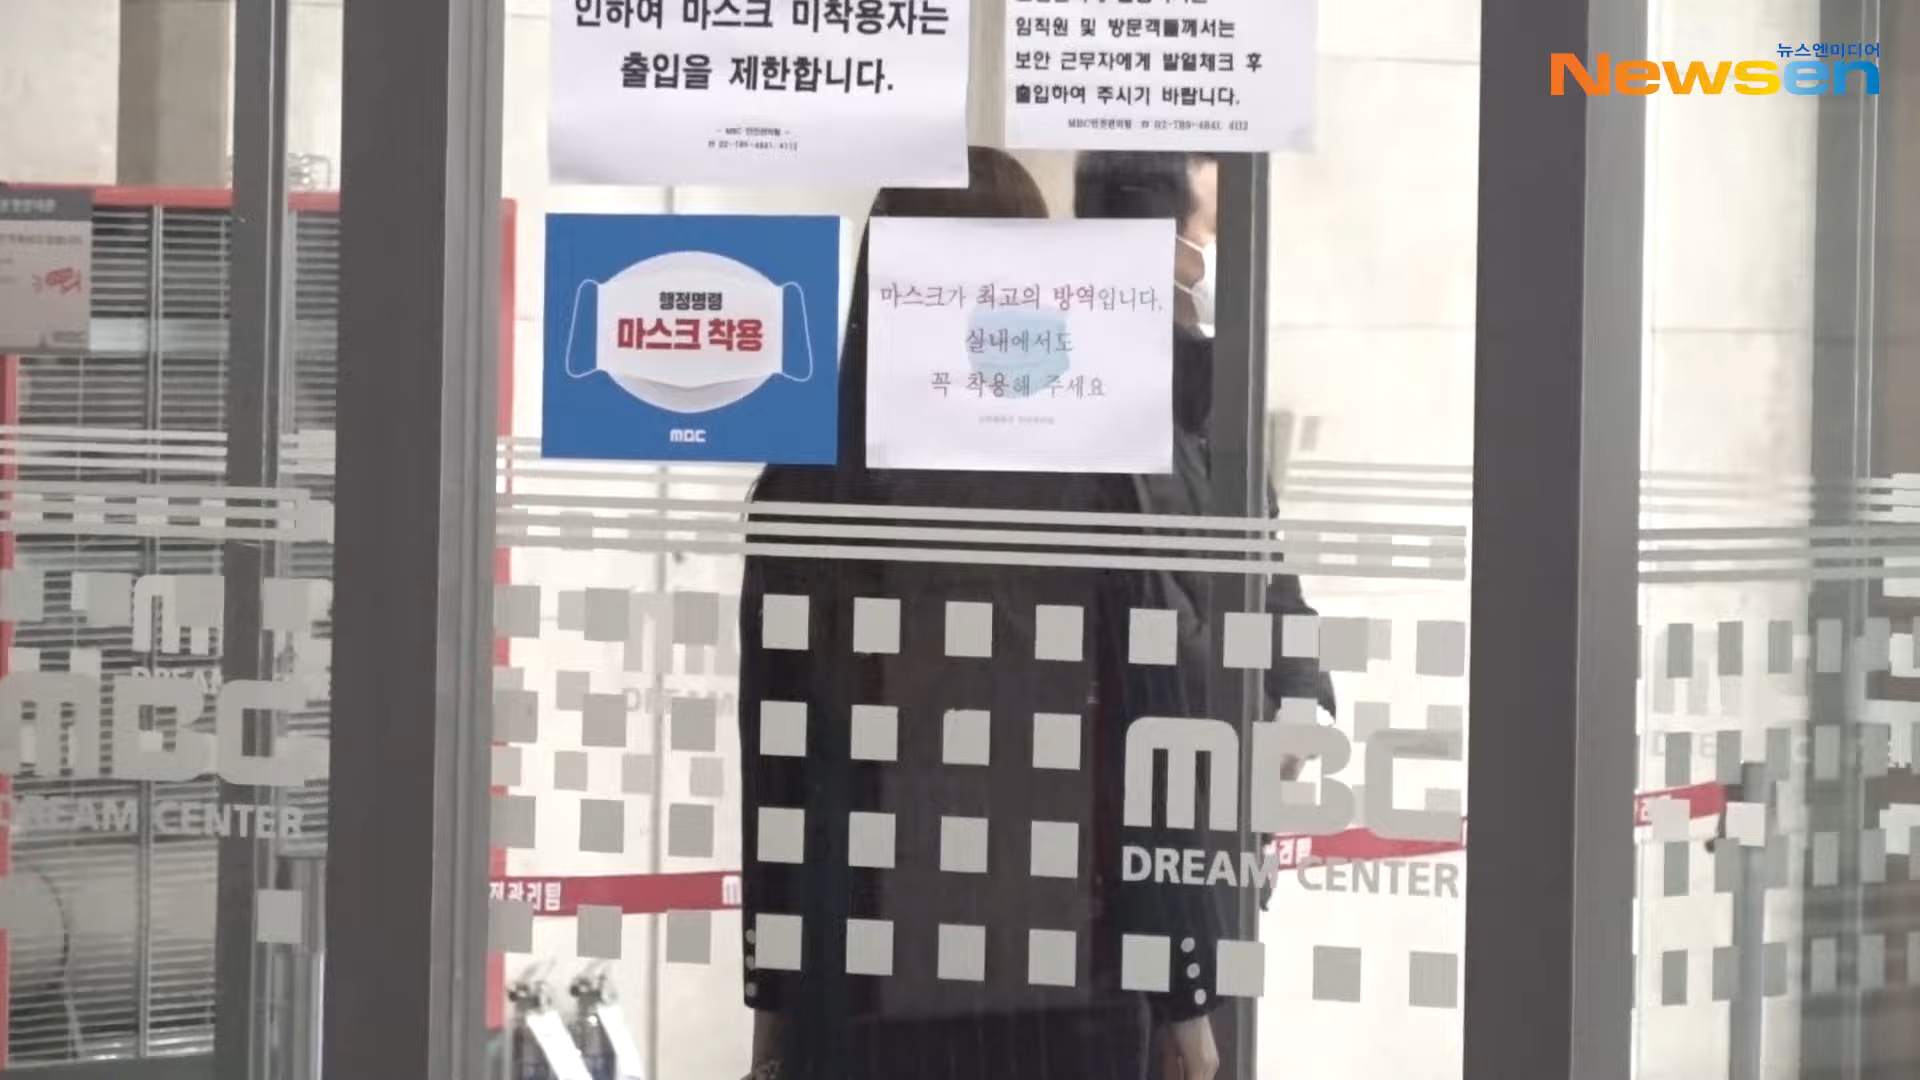 인하여 마스크 미착용자는
출입을 제한합니다.
임직원 및 방문객들께서는
보안 근무자에게 발열체크 후
출입하여 주시기 바랍니다.
뉴스엔미디어
Newsen
행정명령
마스크 착용
MBC
마스크가 최고의 방역입니다.
실내에서도
꼭 착용해 주세요
MBC
DREAM CENTER
MBC
DREAM CENTER
전관리팀